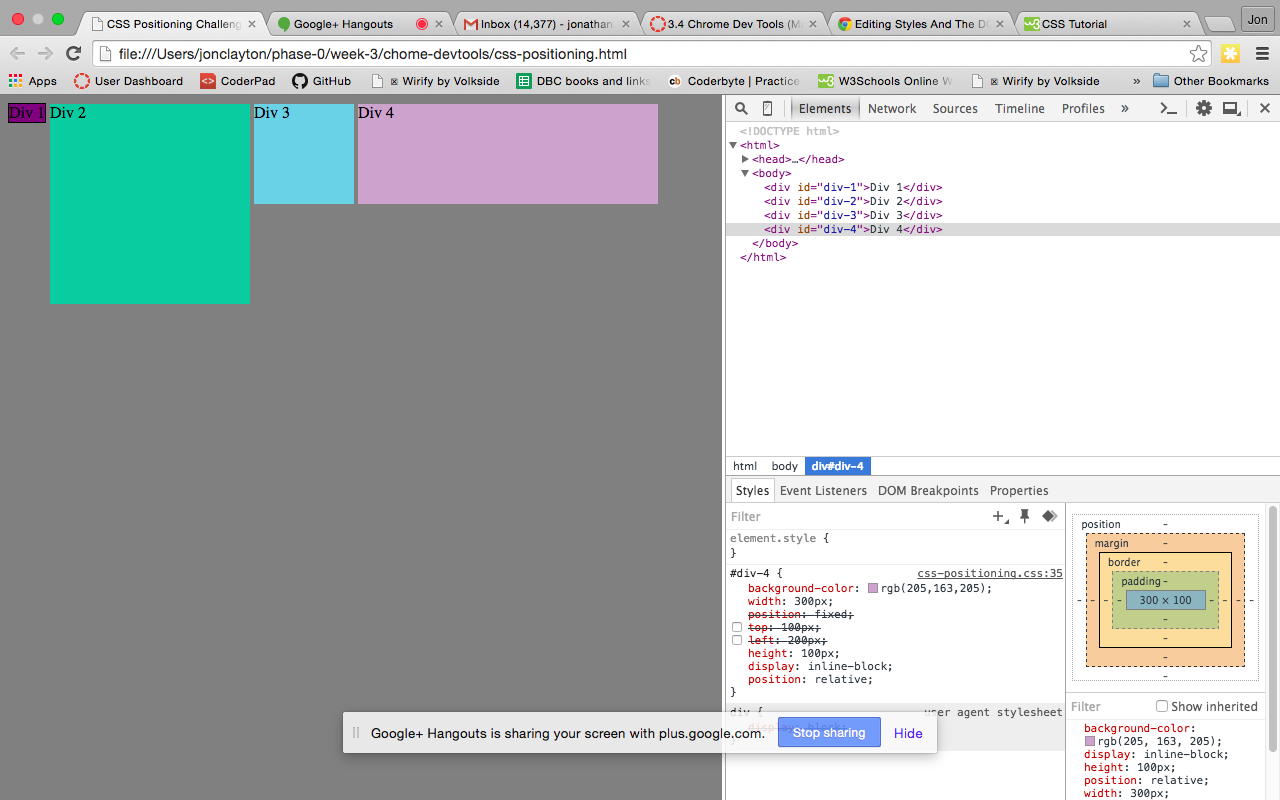 CSS Positioning Challeng
Google+ Hangouts
Inbox (14,377) - jonathan
3.4 Chrome Dev Tools (M
Editing Styles And The D
CSS Tutorial
Jon
file:///Users/jonclayton/phase-0/week-3/chome-devtools/css-positioning.html
Apps
User Dashboard
CoderPad
GitHub
Wirify by Volkside
DBC books and links
Coderbyte | Practice
W3Schools Online W
Wirify by Volkside
»
Other Bookmarks
Div 1
Div 2
Div 3
Div 4
Elements
Network
Sources
Timeline
Profiles
»
<!DOCTYPE html>
<html>
<head>…</head>
<body>
<div id="div-1">Div 1</div>
<div id="div-2">Div 2</div>
<div id="div-3">Div 3</div>
<div id="div-4">Div 4</div>
</body>
</html>
html body div#div-4
Styles Event Listeners DOM Breakpoints Properties
Filter
element.style {
}
#div-4 { css-positioning.css:35
background-color: rgb(205,163,205);
width: 300px;
position: fixed;
top: 100px;
left: 200px;
height: 100px;
display: inline-block;
position: relative;
}
div { user agent stylesheet
display: block;
}
position -
margin -
border -
padding -
- - - - 300 × 100 - - - -
-
-
-
-
Filter
Show inherited
background-color:
rgb(205, 163, 205);
display: inline-block;
height: 100px;
position: relative;
width: 300px;
Google+ Hangouts is sharing your screen with plus.google.com.
Stop sharing
Hide